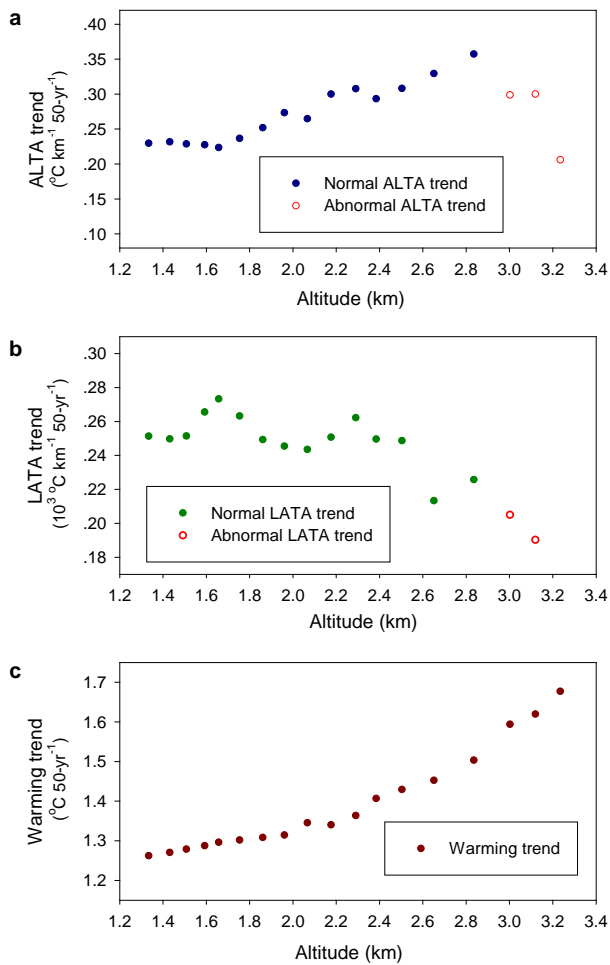 a
ALTA trend
(°C km-1 50-yr-1)
.40
.30
.20
.10
Normal ALTA trend
Abnormal ALTA trend
1.2 1.4 1.6 1.8 2.0 2.2 2.4 2.6 2.8 3.0 3.2 3.4
Altitude (km)
b
LATA trend
(10³ °C km-1 50-yr-1)
.30
.28
.26
.24
.22
.20
.18
Normal LATA trend
Abnormal LATA trend
1.2 1.4 1.6 1.8 2.0 2.2 2.4 2.6 2.8 3.0 3.2 3.4
Altitude (km)
c
Warming trend
(°C 50-yr-1)
1.7
1.6
1.5
1.4
1.3
1.2
Warming trend
1.2 1.4 1.6 1.8 2.0 2.2 2.4 2.6 2.8 3.0 3.2 3.4
Altitude (km)